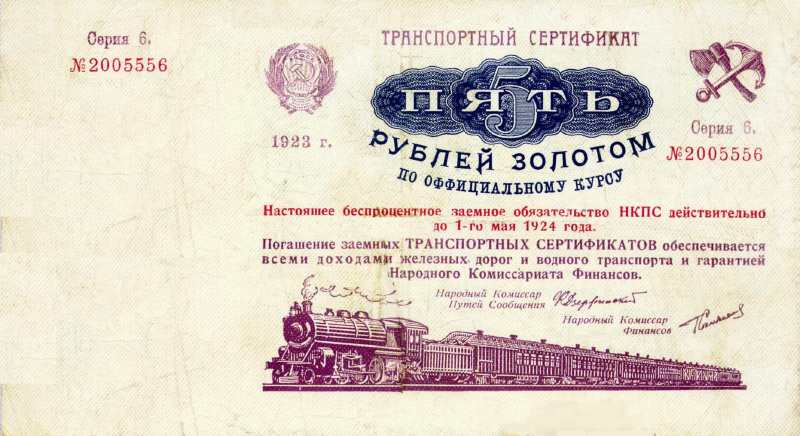 Серия 6.
№2005556
ТРАНСПОРТНЫЙ СЕРТИФИКАТ
5
ПЯТЬ
РУБЛЕЙ ЗОЛОТОМ
ПО ОФФИЦИАЛЬНОМУ КУРСУ
1923 г.
Серия 6.
№2005556
Настоящее беспроцентное заемное обязательство НКПС действительно
до 1-го мая 1924 года.
Погашение заемных ТРАНСПОРТНЫХ СЕРТИФИКАТОВ обеспечивается
всеми доходами железных дорог и водного транспорта и гарантией
Народного Комиссариата Финансов.
Народный Комиссар
Путей Сообщения
Народный Комиссар
Финансов